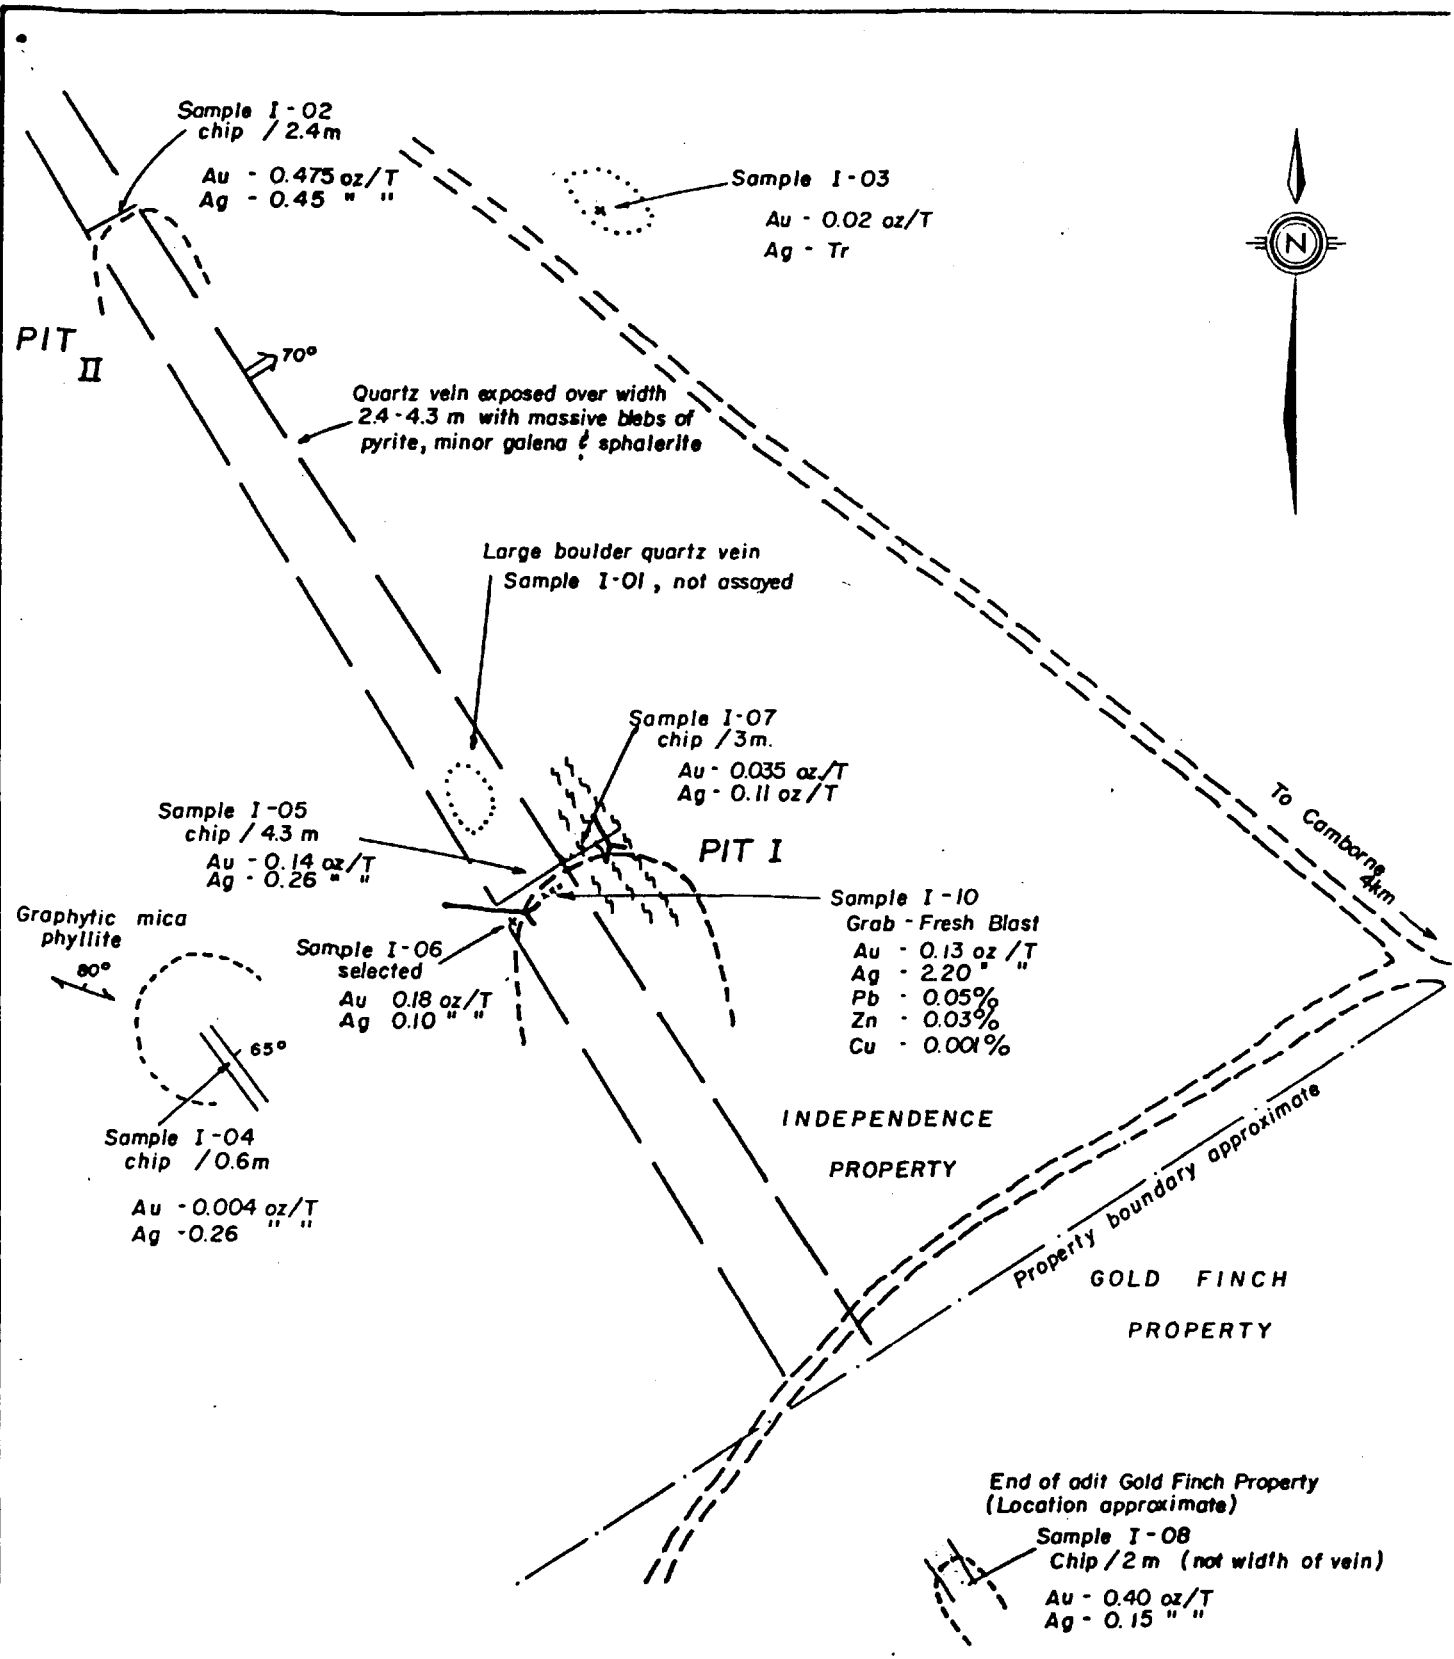 Sample I-02
chip / 2.4m
Au - 0.475 oz/T
Ag - 0.45 " "
Sample I-03
Au - 0.02 oz/T
Ag - Tr
N
PIT II
70°
Quartz vein exposed over width
2.4-4.3 m with massive blebs of
pyrite, minor galena & sphalerite
Large boulder quartz vein
Sample I-01, not assayed
Sample I-07
chip / 3m.
Au - 0.035 oz/T
Ag - 0.11 oz/T
To Camborne
4km
Sample I-05
chip / 4.3 m
Au - 0.14 oz/T
Ag - 0.26 " "
PIT I
Graphytic mica
phyllite
80°
Sample I-06
selected
Au 0.18 oz/T
Ag 0.10 " "
Sample I-10
Grab - Fresh Blast
Au - 0.13 oz/T
Ag - 2.20 " "
Pb - 0.05%
Zn - 0.03%
Cu - 0.001%
65°
Sample I-04
chip / 0.6m
Au - 0.004 oz/T
Ag - 0.26 " "
INDEPENDENCE
PROPERTY
Property boundary approximate
GOLD FINCH
PROPERTY
End of adit Gold Finch Property
(Location approximate)
Sample I-08
Chip / 2 m (not width of vein)
Au - 0.40 oz/T
Ag - 0.15 " "